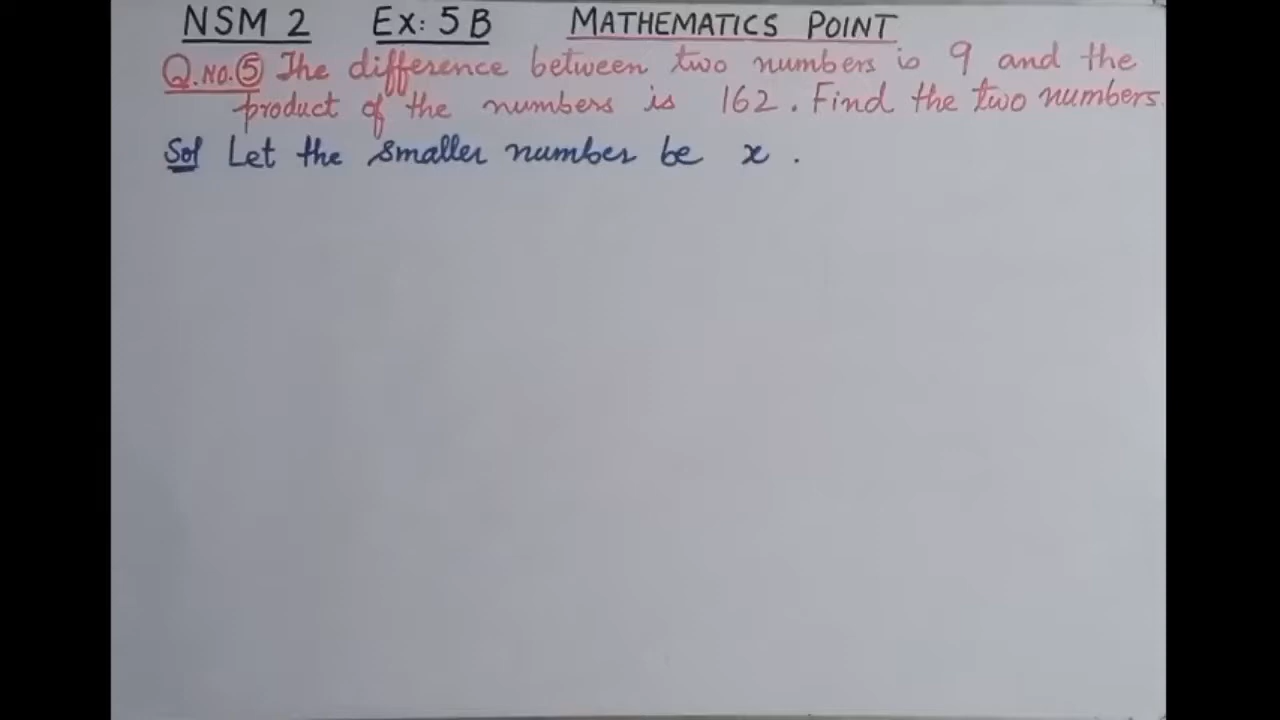 NSM 2 Ex: 5B MATHEMATICS POINT
Q.NO.⑤ The difference between two numbers is 9 and the
product of the numbers is 162. Find the two numbers.
Sol Let the smaller number be x.